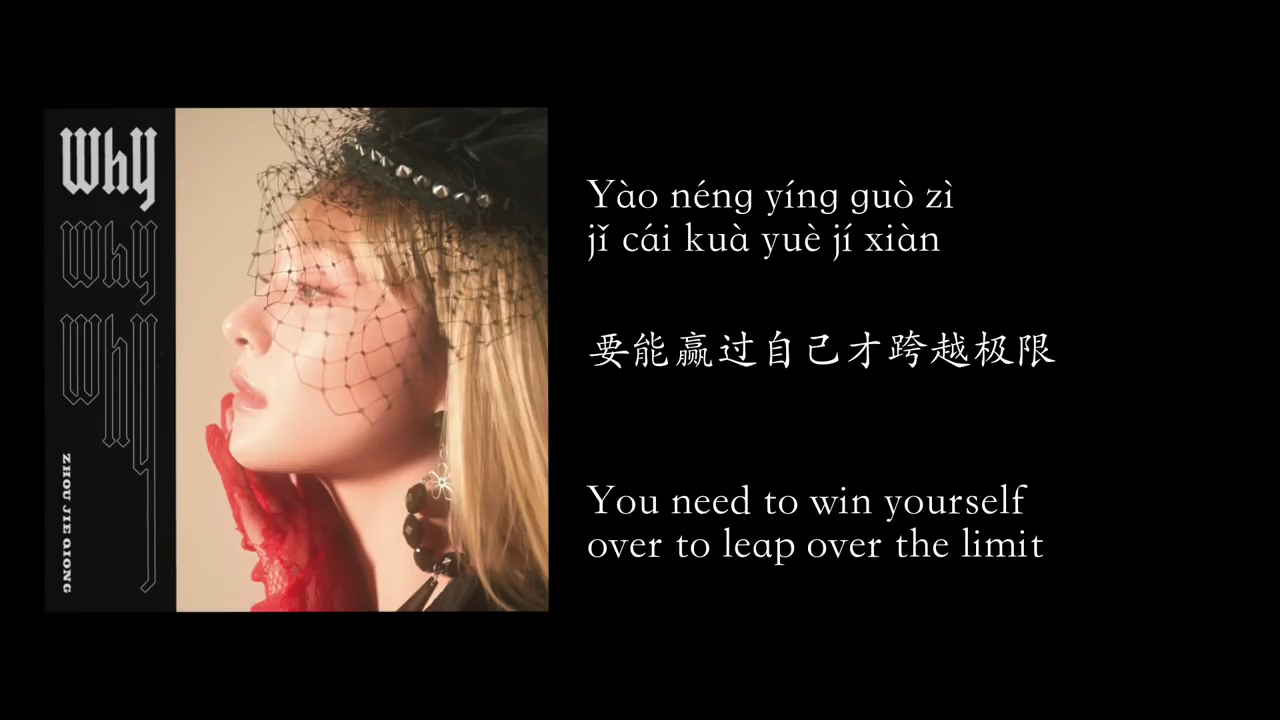 Why
Why
Why
ZHOU JIE QIONG
Yào néng yíng guò zì
jǐ cái kuà yuè jí xiàn
要能赢过自己才跨越极限
You need to win yourself
over to leap over the limit